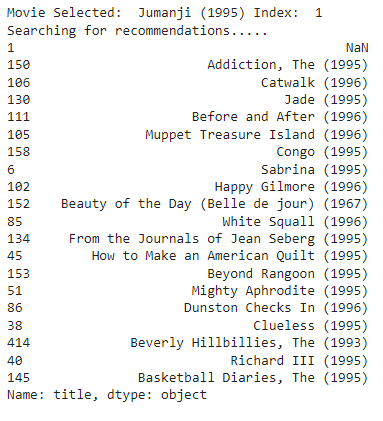 Movie Selected:  Jumanji (1995) Index:  1
Searching for recommendations.....
1 NaN
150 Addiction, The (1995)
106 Catwalk (1996)
130 Jade (1995)
111 Before and After (1996)
105 Muppet Treasure Island (1996)
158 Congo (1995)
6 Sabrina (1995)
102 Happy Gilmore (1996)
152 Beauty of the Day (Belle de jour) (1967)
85 White Squall (1996)
134 From the Journals of Jean Seberg (1995)
45 How to Make an American Quilt (1995)
153 Beyond Rangoon (1995)
51 Mighty Aphrodite (1995)
86 Dunston Checks In (1996)
38 Clueless (1995)
414 Beverly Hillbillies, The (1993)
40 Richard III (1995)
145 Basketball Diaries, The (1995)
Name: title, dtype: object